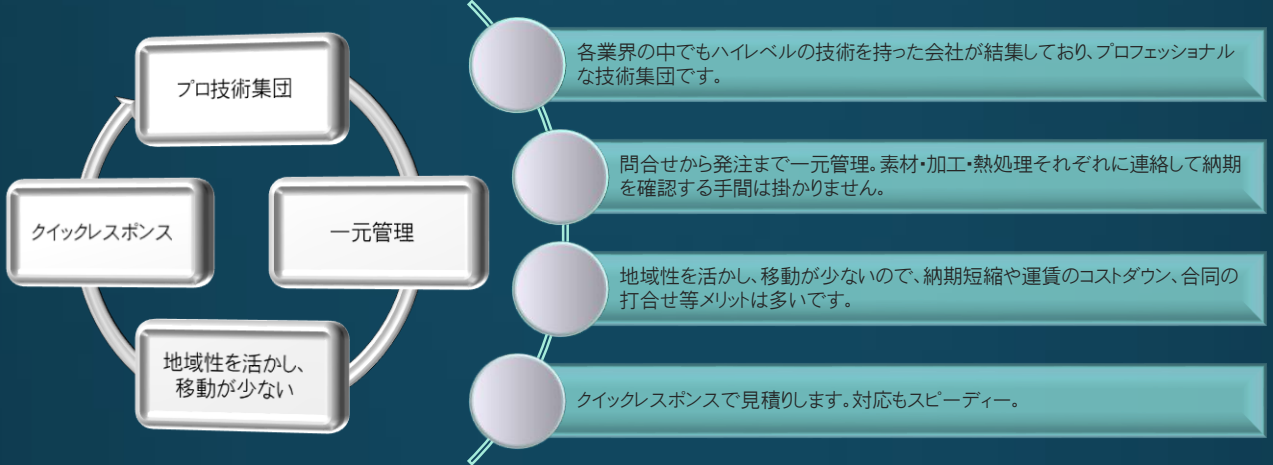 プロ技術集団
一元管理
地域性を活かし、
移動が少ない
クイックレスポンス
各業界の中でもハイレベルの技術を持った会社が結集しており、プロフェッショナル
な技術集団です。
問合せから発注まで一元管理。素材・加工・熱処理それぞれに連絡して納期
を確認する手間は掛かりません。
地域性を活かし、移動が少ないので、納期短縮や運賃のコストダウン、合同の
打合せ等メリットは多いです。
クイックレスポンスで見積りします。対応もスピーディー。